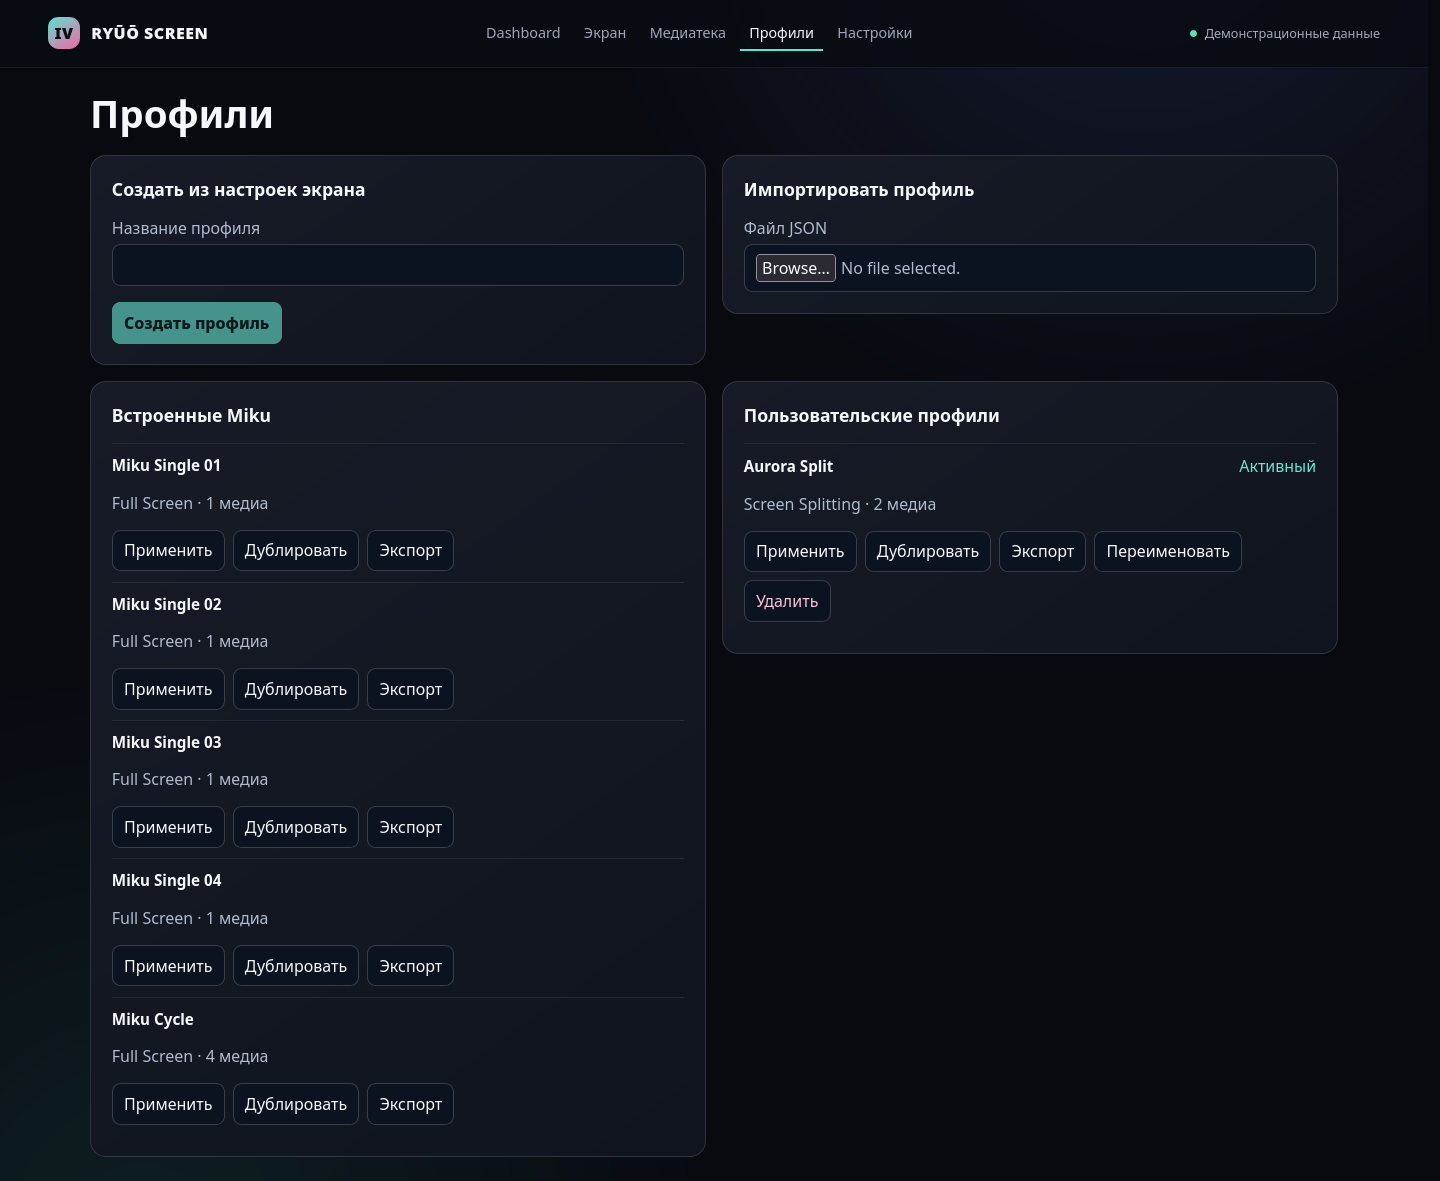 IV RYŪŌ SCREEN
Dashboard Экран Медиатека Профили Настройки
Демонстрационные данные
Профили
Создать из настроек экрана
Название профиля
Создать профиль
Импортировать профиль
Файл JSON
Browse... No file selected.
Встроенные Miku
Miku Single 01
Full Screen · 1 медиа
Применить Дублировать Экспорт
Miku Single 02
Full Screen · 1 медиа
Применить Дублировать Экспорт
Miku Single 03
Full Screen · 1 медиа
Применить Дублировать Экспорт
Miku Single 04
Full Screen · 1 медиа
Применить Дублировать Экспорт
Miku Cycle
Full Screen · 4 медиа
Применить Дублировать Экспорт
Пользовательские профили
Aurora Split Активный
Screen Splitting · 2 медиа
Применить Дублировать Экспорт Переименовать
Удалить